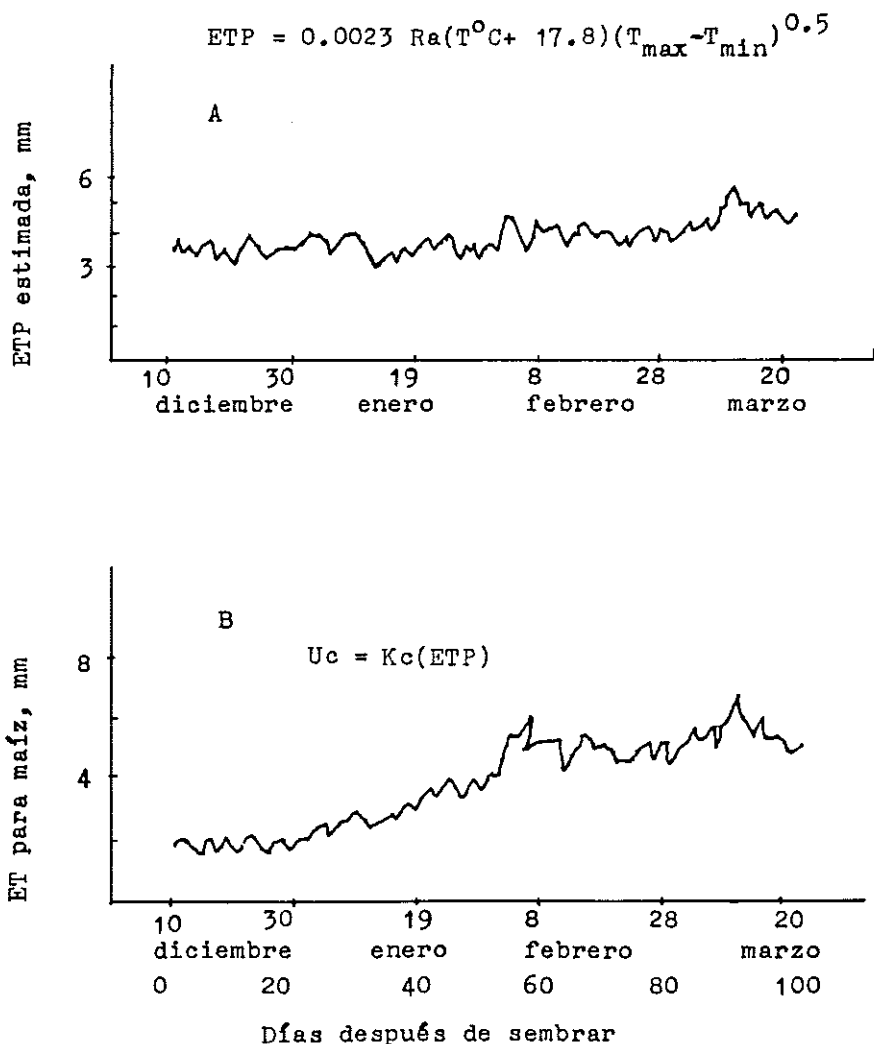 ETP = 0.0023 Ra(T°C+ 17.8)(Tmax-Tmin)0.5
A
ETP estimada, mm
6
3
10 30 19 8 28 20
diciembre enero febrero marzo
B
Uc = Kc(ETP)
ET para maíz, mm
8
4
10 30 19 8 28 20
diciembre enero febrero marzo
0 20 40 60 80 100
Días después de sembrar